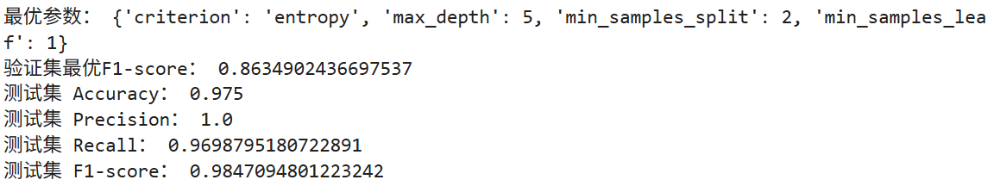 最优参数: {'criterion': 'entropy', 'max_depth': 5, 'min_samples_split': 2, 'min_samples_lea
f': 1}
验证集最优F1-score: 0.8634902436697537
测试集 Accuracy: 0.975
测试集 Precision: 1.0
测试集 Recall: 0.9698795180722891
测试集 F1-score: 0.9847094801223242